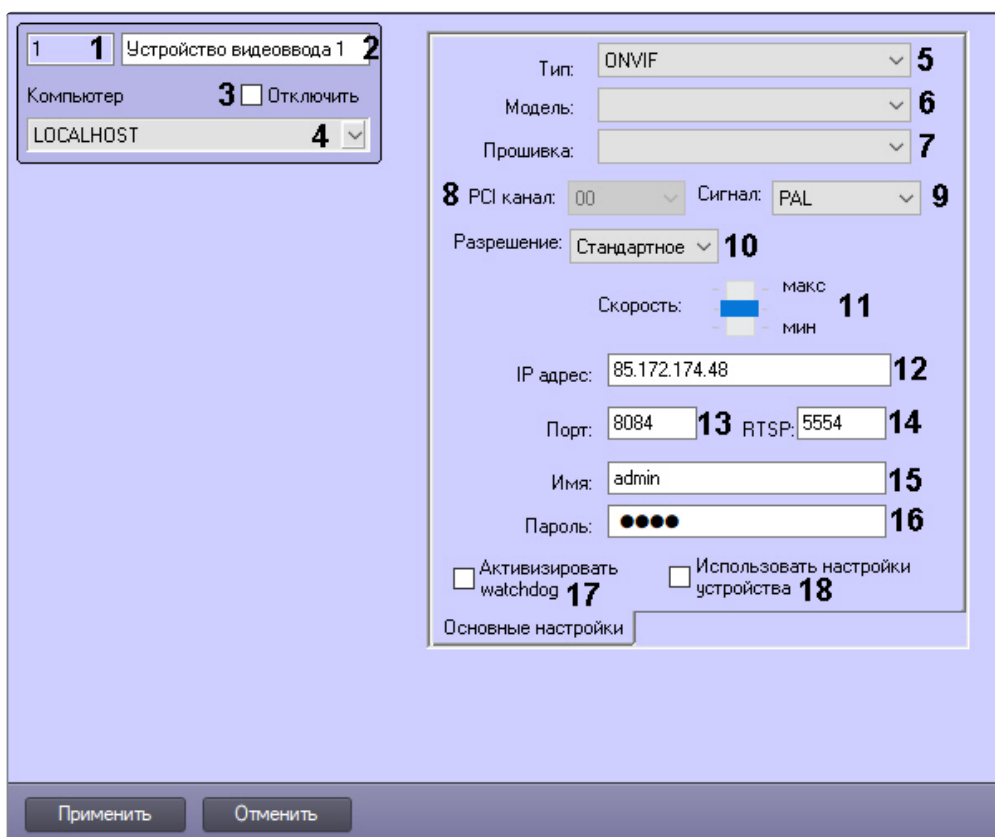 1 1 Устройство видеоввода 1 2
Компьютер 3 Отключить
LOCALHOST 4
Тип: ONVIF 5
Модель: 6
Прошивка: 7
8 PCI канал: 00 Сигнал: PAL 9
Разрешение: Стандартное 10
макс
Скорость: 11
мин
IP адрес: 85.172.174.48 12
Порт: 8084 13 RTSP: 5554 14
Имя: admin 15
Пароль: ●●●● 16
Активизировать
watchdog 17
Использовать настройки
устройства 18
Основные настройки
Применить Отменить